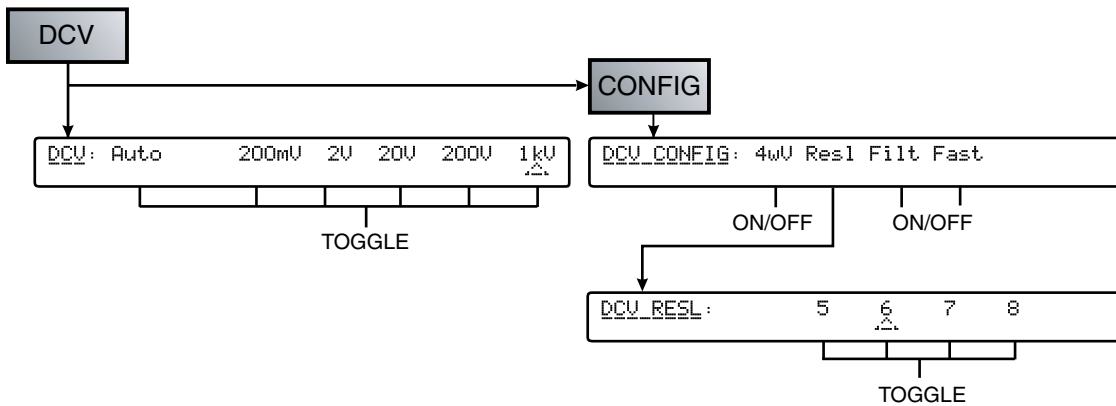 DCV
CONFIG
DCV: Auto 200mV 2V 20V 200V 1kV
TOGGLE
DCV_CONFIG: 4wV Resl Filt Fast
ON/OFF ON/OFF
DCV_RESL: 5 6 7 8
TOGGLE